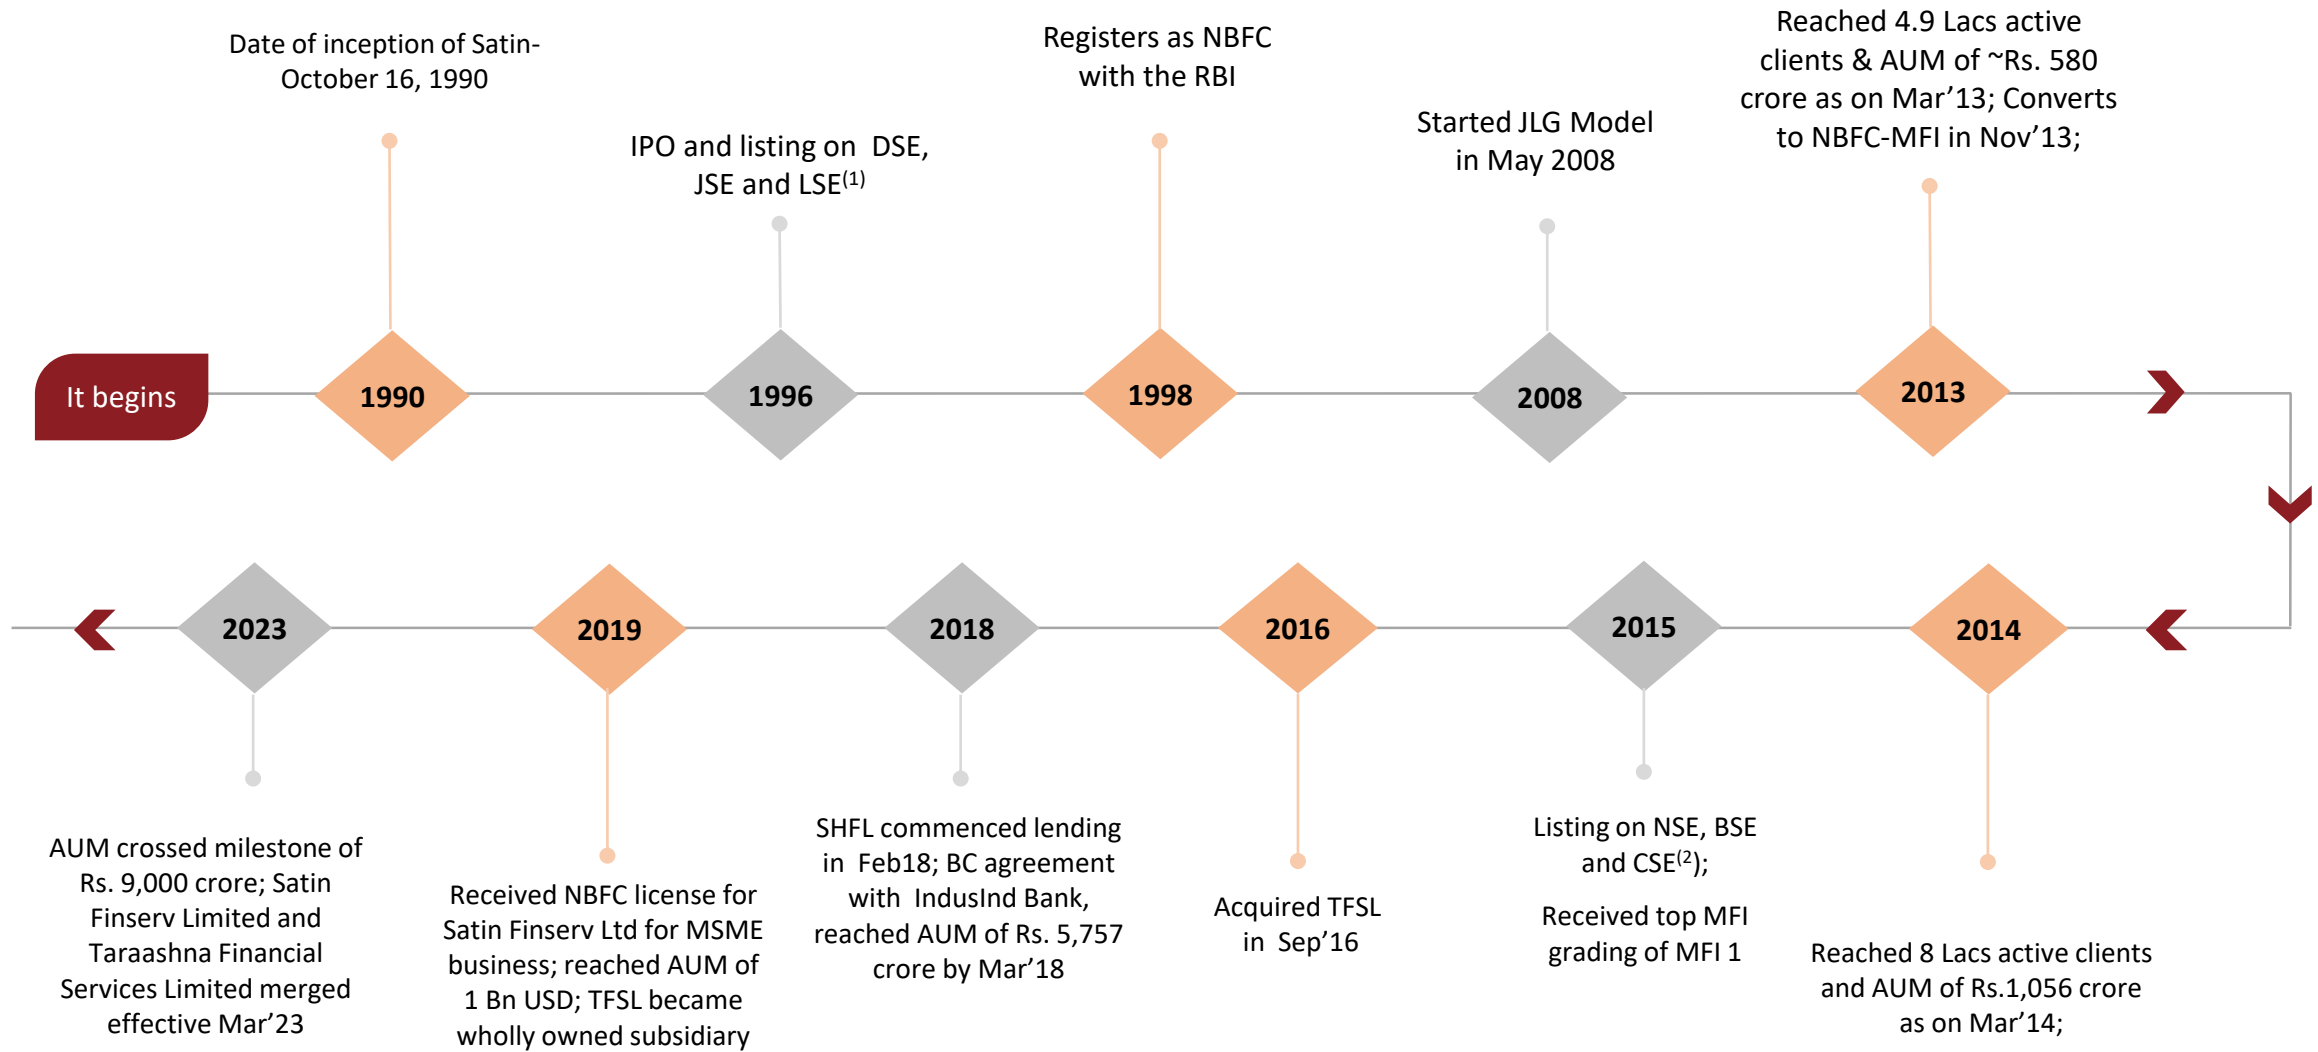 Date of inception of Satin-
October 16, 1990
IPO and listing on  DSE,
JSE and LSE(1)
Registers as NBFC
with the RBI
Started JLG Model
in May 2008
Reached 4.9 Lacs active
clients & AUM of ~Rs. 580
crore as on Mar’13; Converts
to NBFC-MFI in Nov’13;
It begins
1990
1996
1998
2008
2013
2023
2019
2018
2016
2015
2014
AUM crossed milestone of
Rs. 9,000 crore; Satin
Finserv Limited and
Taraashna Financial
Services Limited merged
effective Mar’23
Received NBFC license for
Satin Finserv Ltd for MSME
business; reached AUM of
1 Bn USD; TFSL became
wholly owned subsidiary
SHFL commenced lending
in  Feb18; BC agreement
with  IndusInd Bank,
reached AUM of Rs. 5,757
crore by Mar’18
Acquired TFSL
in  Sep’16
Listing on NSE, BSE
and CSE(2);
Received top MFI
grading of MFI 1
Reached 8 Lacs active clients
and AUM of Rs.1,056 crore
as on Mar’14;